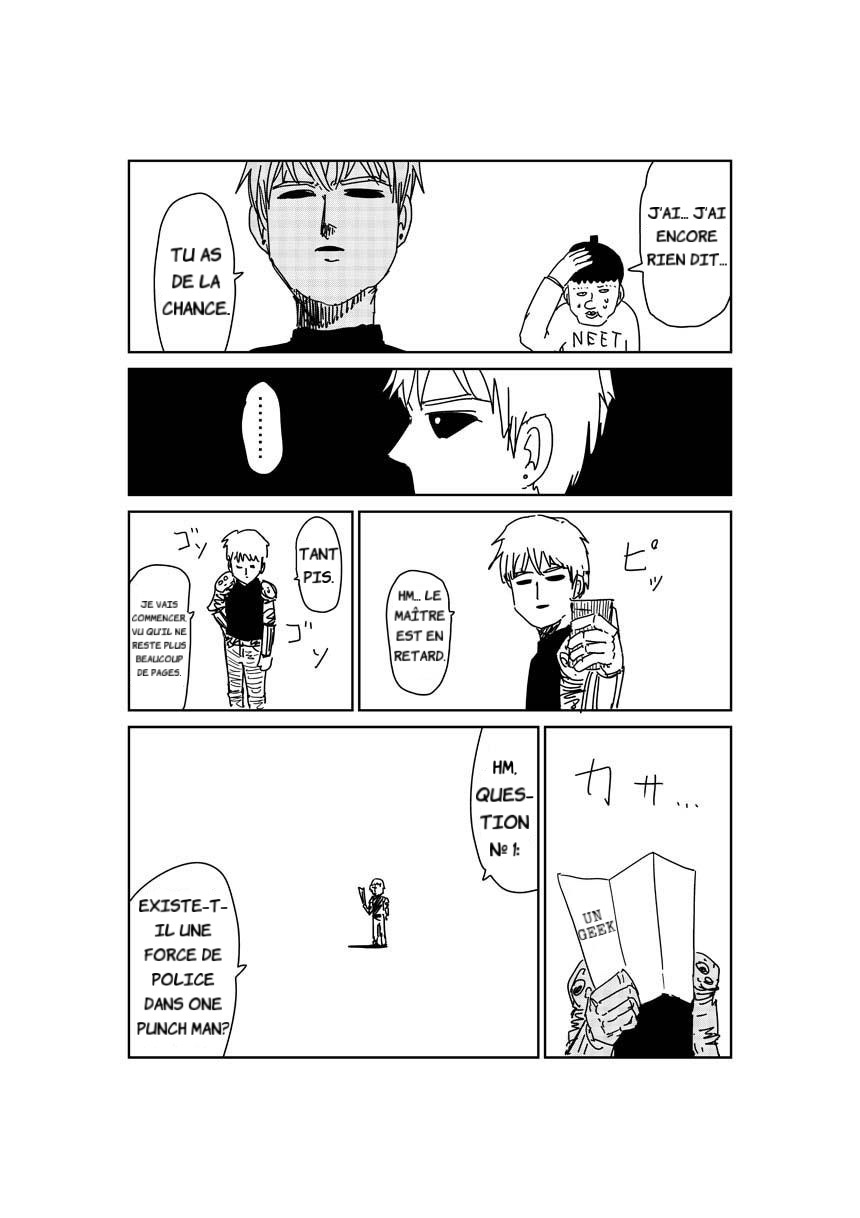 J'AI... J'AI
ENCORE
RIEN DIT...
NEET
TU AS
DE LA
CHANCE.
........
ピッ
HM... LE
MAÎTRE
EST EN
RETARD.
TANT
PIS.
ゴソ
ゴソ
JE VAIS
COMMENCER,
VU QU'IL NE
RESTE PLUS
BEAUCOUP
DE PAGES.
カサ...
UN
GEEK
HM,
QUES-
TION
№ 1:
EXISTE-T-
IL UNE
FORCE DE
POLICE
DANS ONE
PUNCH MAN?